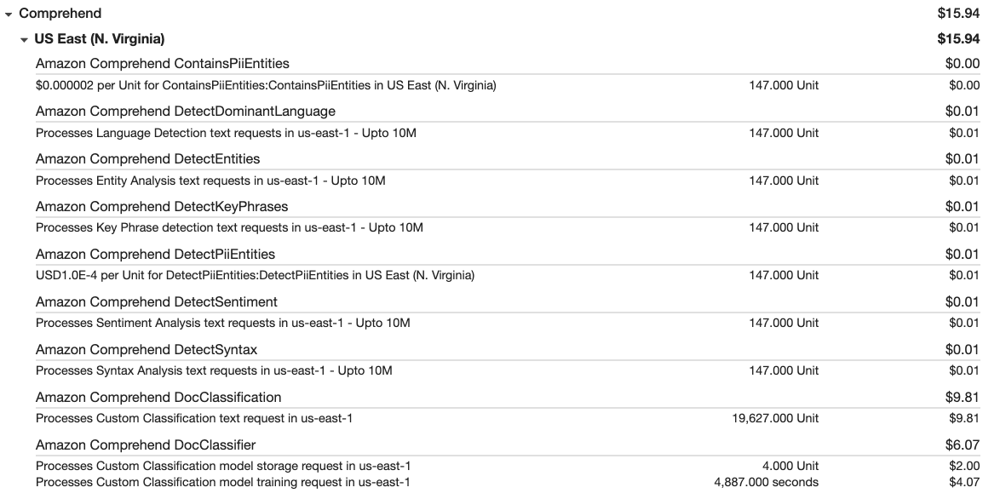 Comprehend $15.94
US East (N. Virginia) $15.94
Amazon Comprehend ContainsPiiEntities $0.00
$0.000002 per Unit for ContainsPiiEntities:ContainsPiiEntities in US East (N. Virginia) 147.000 Unit $0.00
Amazon Comprehend DetectDominantLanguage $0.01
Processes Language Detection text requests in us-east-1 - Upto 10M 147.000 Unit $0.01
Amazon Comprehend DetectEntities $0.01
Processes Entity Analysis text requests in us-east-1 - Upto 10M 147.000 Unit $0.01
Amazon Comprehend DetectKeyPhrases $0.01
Processes Key Phrase detection text requests in us-east-1 - Upto 10M 147.000 Unit $0.01
Amazon Comprehend DetectPiiEntities $0.01
USD1.0E-4 per Unit for DetectPiiEntities:DetectPiiEntities in US East (N. Virginia) 147.000 Unit $0.01
Amazon Comprehend DetectSentiment $0.01
Processes Sentiment Analysis text requests in us-east-1 - Upto 10M 147.000 Unit $0.01
Amazon Comprehend DetectSyntax $0.01
Processes Syntax Analysis text requests in us-east-1 - Upto 10M 147.000 Unit $0.01
Amazon Comprehend DocClassification $9.81
Processes Custom Classification text request in us-east-1 19,627.000 Unit $9.81
Amazon Comprehend DocClassifier $6.07
Processes Custom Classification model storage request in us-east-1 4.000 Unit $2.00
Processes Custom Classification model training request in us-east-1 4,887.000 seconds $4.07